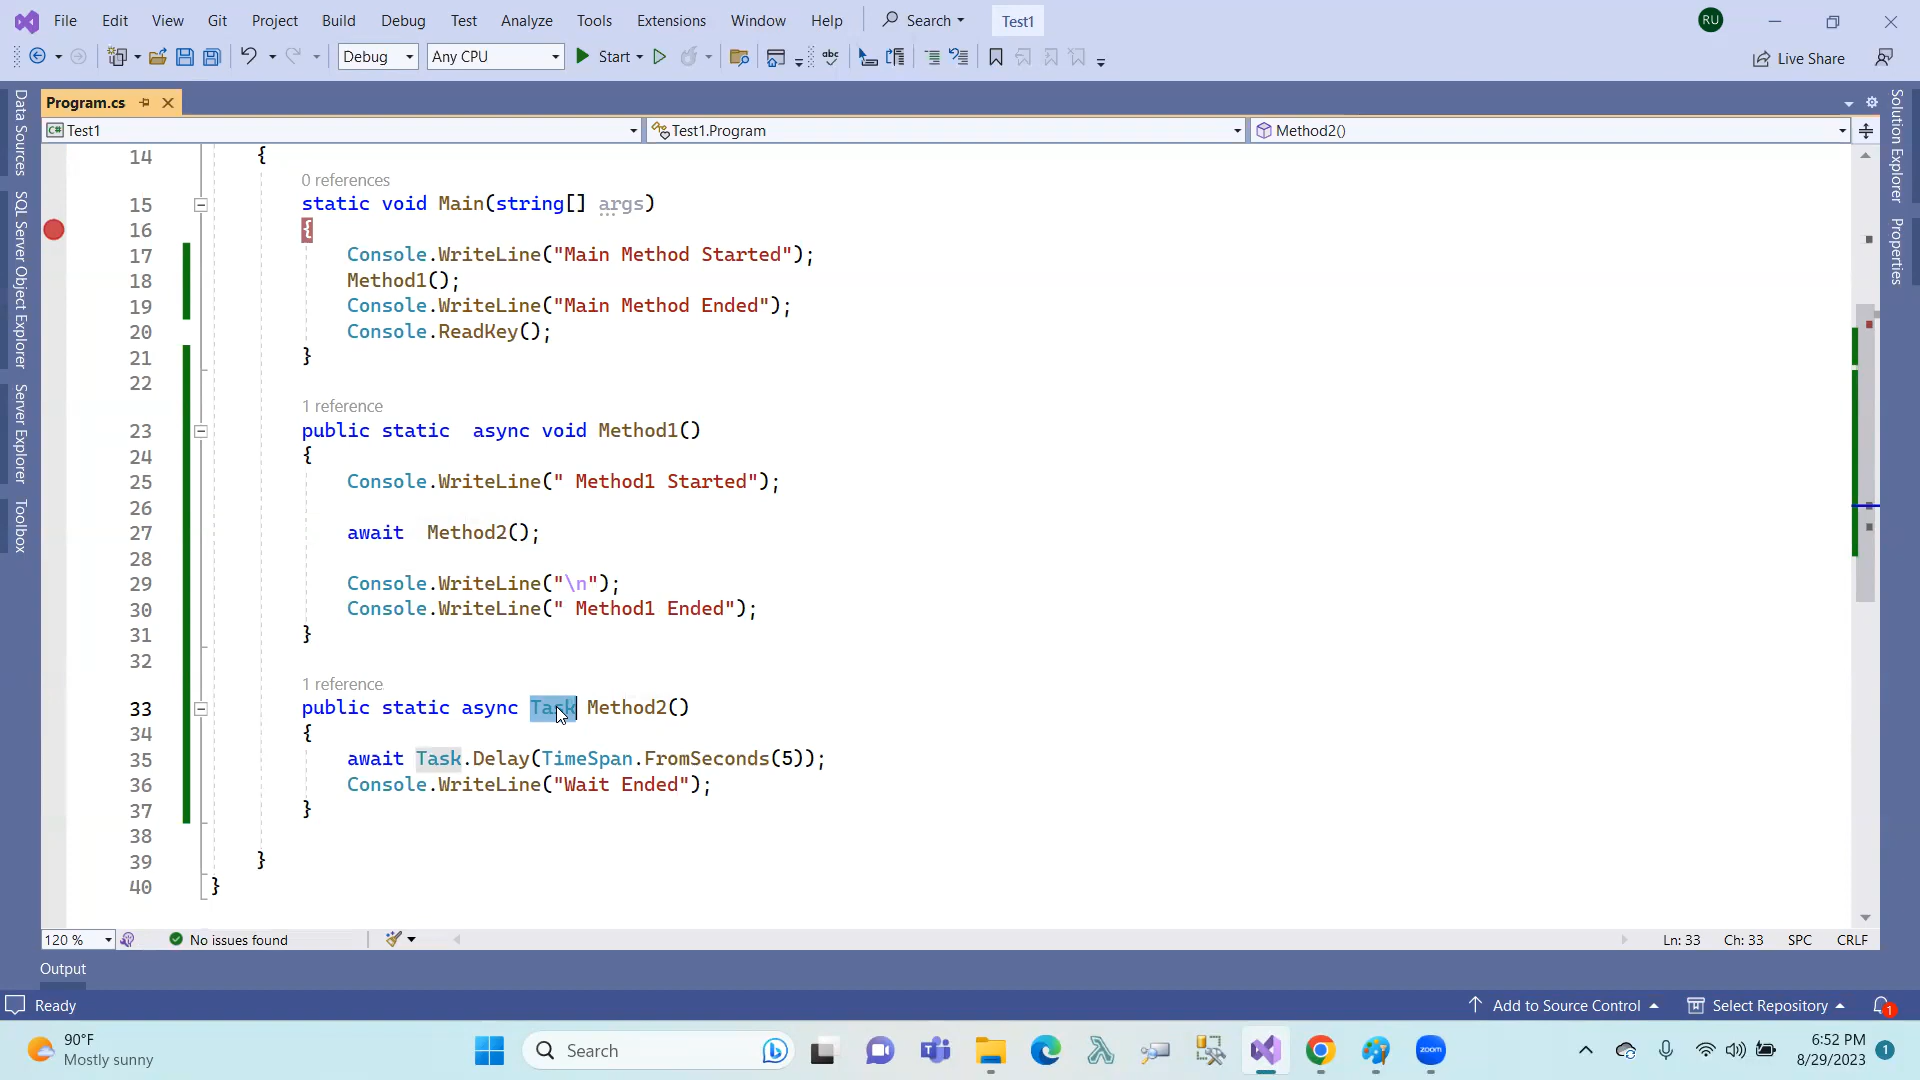 File Edit View Git Project Build Debug Test Analyze Tools Extensions Window Help Search Test1 RU
Debug Any CPU Start abc Live Share
Program.cs
C# Test1 Test1.Program Method2()
Data Sources
SQL Server Object Explorer
Server Explorer
Toolbox
Solution Explorer
Properties
14 {
0 references
15 static void Main(string[] args)
16 {
17 Console.WriteLine("Main Method Started");
18 Method1();
19 Console.WriteLine("Main Method Ended");
20 Console.ReadKey();
21 }
22
1 reference
23 public static  async void Method1()
24 {
25 Console.WriteLine(" Method1 Started");
26
27 await  Method2();
28
29 Console.WriteLine("\n");
30 Console.WriteLine(" Method1 Ended");
31 }
32
1 reference
33 public static async Task Method2()
34 {
35 await Task.Delay(TimeSpan.FromSeconds(5));
36 Console.WriteLine("Wait Ended");
37 }
38
39 }
40 }
120 % No issues found Ln: 33 Ch: 33 SPC CRLF
Output
Ready Add to Source Control Select Repository 1
90°F
Mostly sunny
Search
zoom
6:52 PM
8/29/2023
1